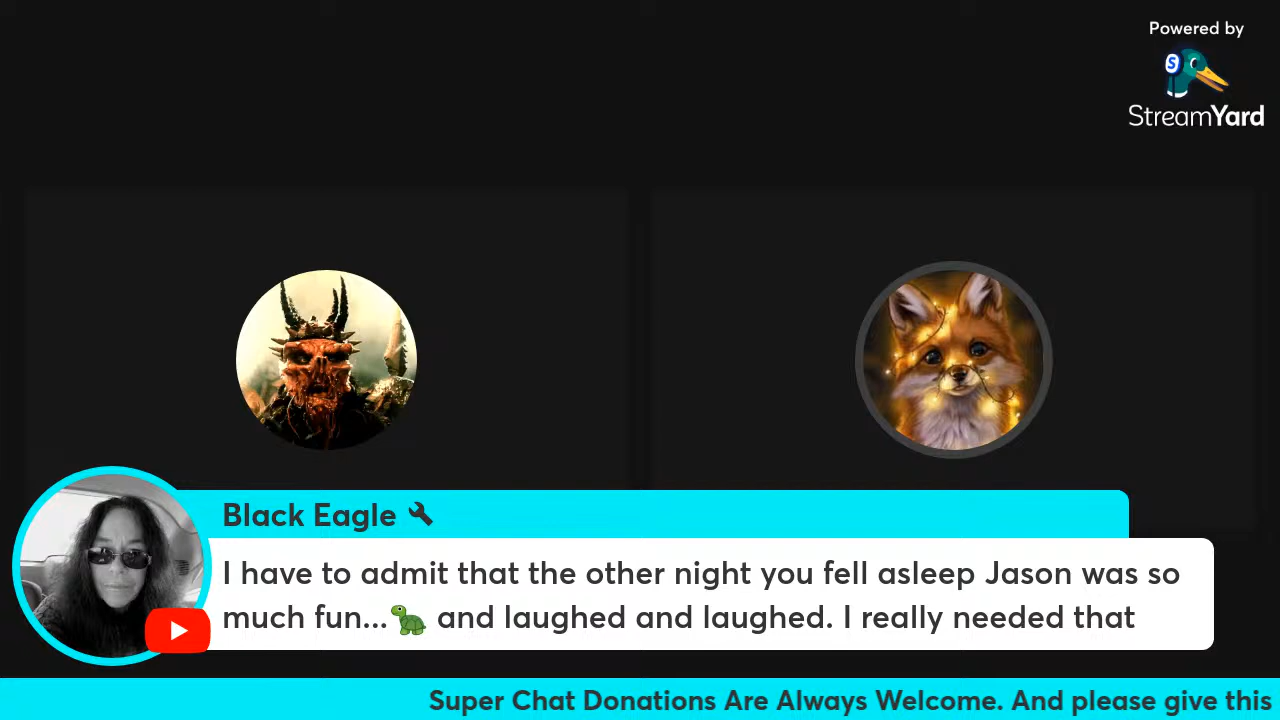 Powered by
S
StreamYard
Black Eagle
I have to admit that the other night you fell asleep Jason was so
much fun...🐢 and laughed and laughed. I really needed that
Super Chat Donations Are Always Welcome. And please give this